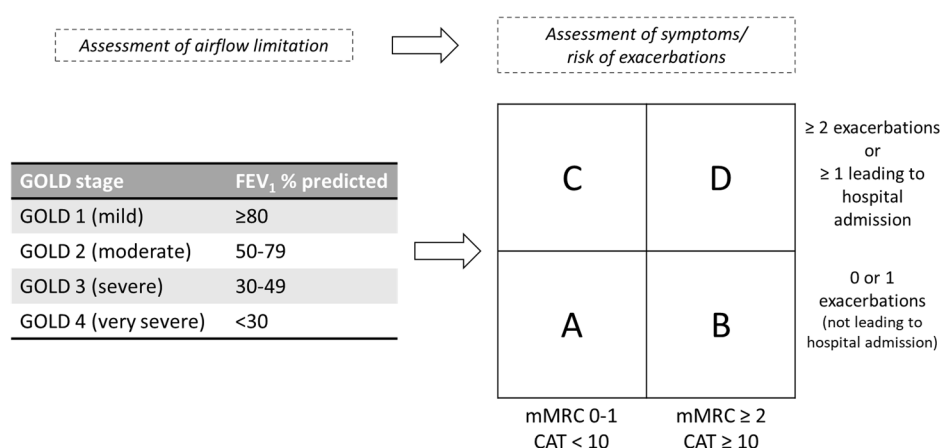 Assessment of airflow limitation
Assessment of symptoms/
risk of exacerbations
GOLD stage FEV₁ % predicted
GOLD 1 (mild) ≥80
GOLD 2 (moderate) 50-79
GOLD 3 (severe) 30-49
GOLD 4 (very severe) <30
C D
A B
≥ 2 exacerbations
or
≥ 1 leading to
hospital
admission
0 or 1
exacerbations
(not leading to
hospital admission)
mMRC 0-1 mMRC ≥ 2
CAT < 10 CAT ≥ 10